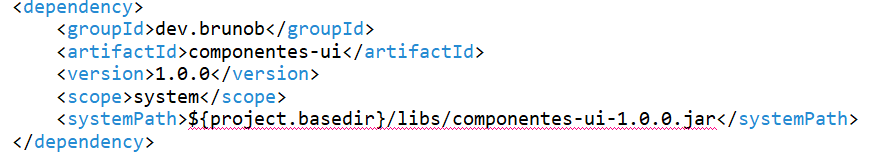 <dependency>
<groupId>dev.brunob</groupId>
<artifactId>componentes-ui</artifactId>
<version>1.0.0</version>
<scope>system</scope>
<systemPath>${project.basedir}/libs/componentes-ui-1.0.0.jar</systemPath>
</dependency>